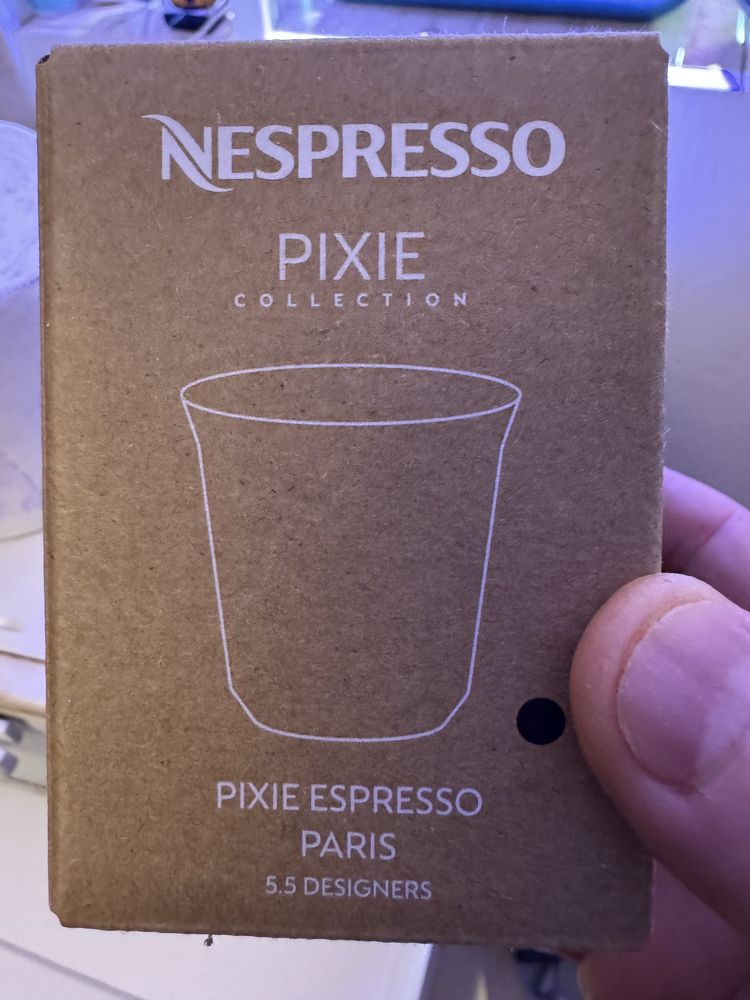 NESPRESSO
PIXIE
COLLECTION
PIXIE ESPRESSO
PARIS
5.5 DESIGNERS